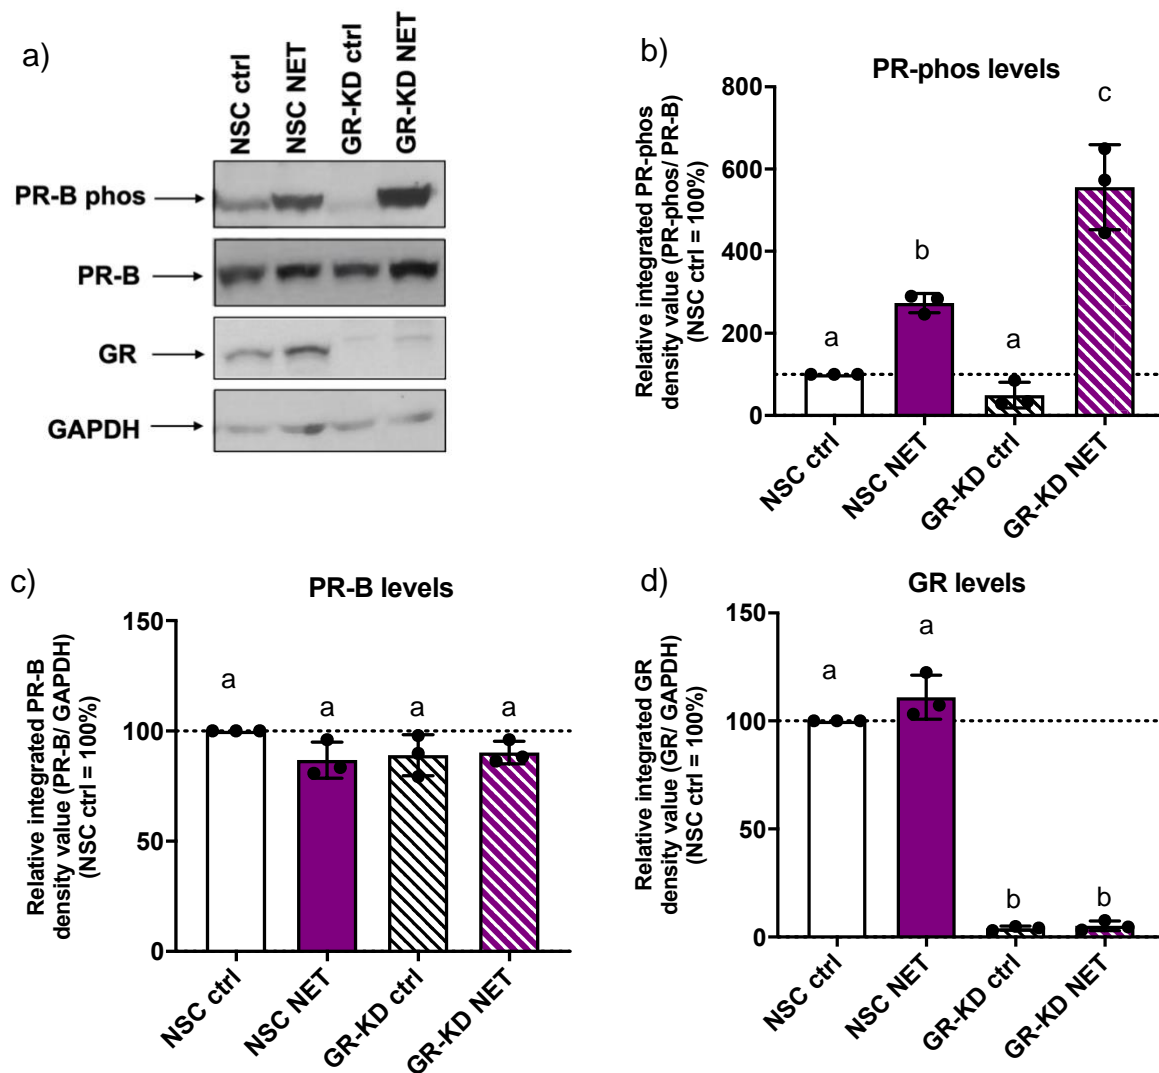 a)
NSC ctrl
NSC NET
GR-KD ctrl
GR-KD NET
PR-B phos
PR-B
GR
GAPDH
b)
PR-phos levels
Relative integrated PR-phos
density value (PR-phos/ PR-B)
(NSC ctrl = 100%)
800
600
400
200
0
a
b
a
c
NSC ctrl
NSC NET
GR-KD ctrl
GR-KD NET
c)
PR-B levels
Relative integrated PR-B
density value (PR-B/ GAPDH)
(NSC ctrl = 100%)
150
100
50
0
a
a
a
a
NSC ctrl
NSC NET
GR-KD ctrl
GR-KD NET
d)
GR levels
Relative integrated GR
density value (GR/ GAPDH)
(NSC ctrl = 100%)
150
100
50
0
a
a
b
b
NSC ctrl
NSC NET
GR-KD ctrl
GR-KD NET